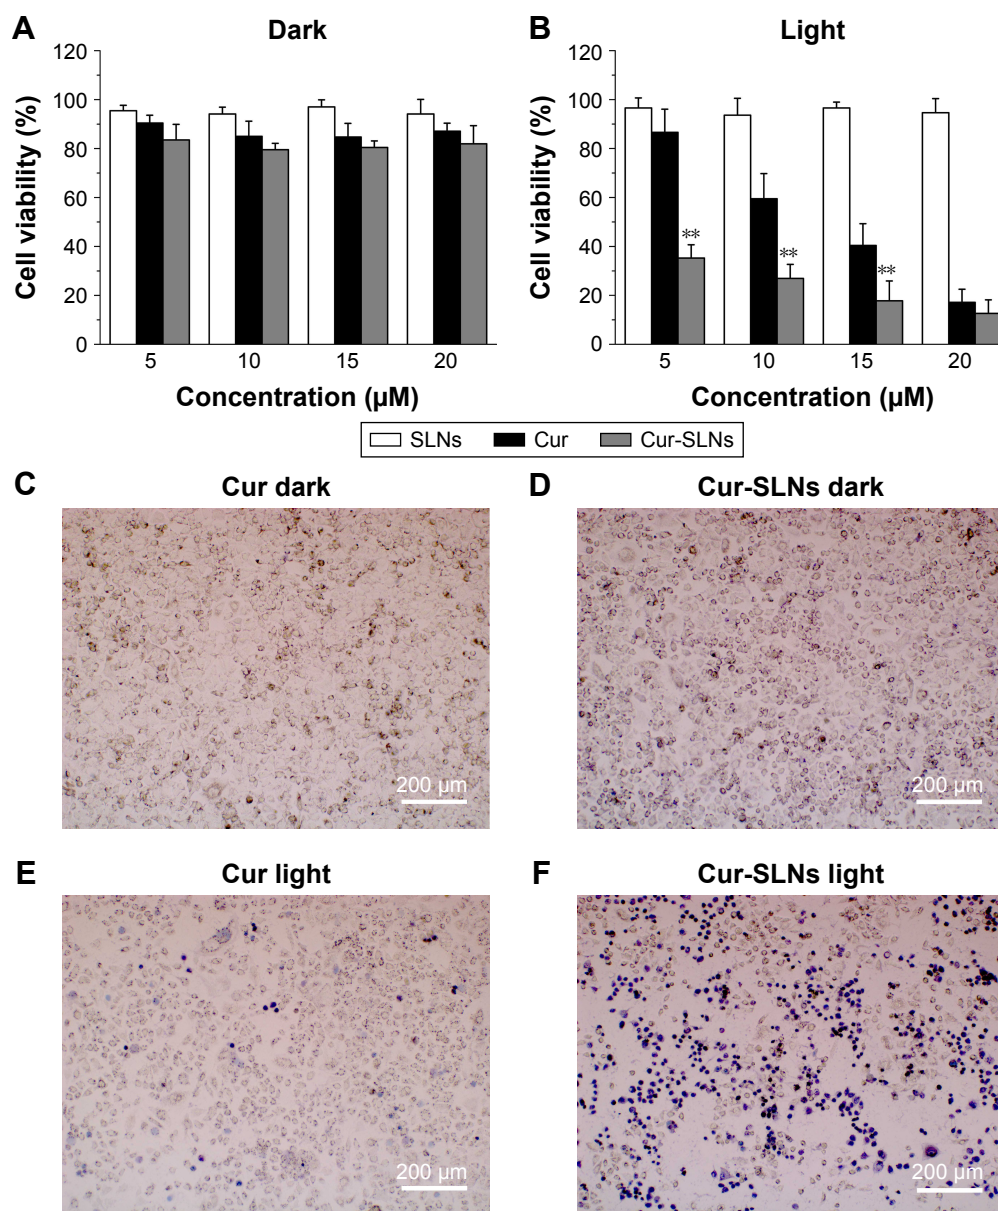 A
Dark
120
100
80
60
40
20
0
Cell viability (%)
5
10
15
20
Concentration (µM)
B
Light
120
100
80
60
40
20
0
Cell viability (%)
**
**
**
5
10
15
20
Concentration (µM)
SLNs
Cur
Cur-SLNs
C
Cur dark
200 µm
D
Cur-SLNs dark
200 µm
E
Cur light
200 µm
F
Cur-SLNs light
200 µm